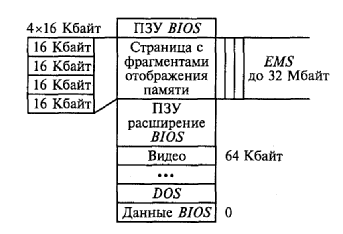 4×16 Кбайт
16 Кбайт
16 Кбайт
16 Кбайт
16 Кбайт
ПЗУ BIOS
Страница с
фрагментами
отображения
памяти
EMS
до 32 Мбайт
ПЗУ
расширение
BIOS
Видео
64 Кбайт
•••
DOS
Данные BIOS
0